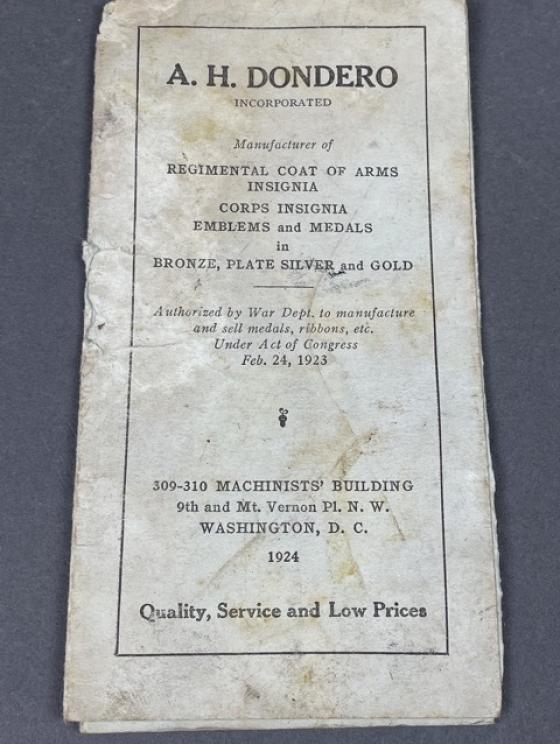 A. H. DONDERO
INCORPORATED
Manufacturer of
REGIMENTAL COAT OF ARMS
INSIGNIA
CORPS INSIGNIA
EMBLEMS and MEDALS
in
BRONZE, PLATE SILVER and GOLD
Authorized by War Dept. to manufacture
and sell medals, ribbons, etc.
Under Act of Congress
Feb. 24, 1923
309-310 MACHINISTS' BUILDING
9th and Mt. Vernon Pl. N. W.
WASHINGTON, D. C.
1924
Quality, Service and Low Prices